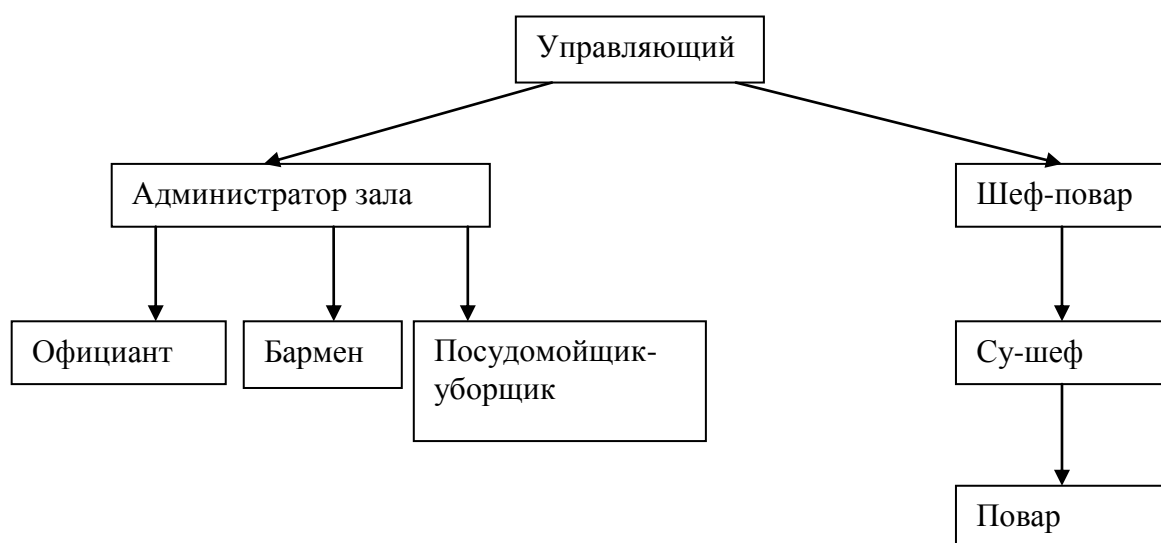 Управляющий
Администратор зала
Шеф-повар
Официант
Бармен
Посудомойщик-
уборщик
Су-шеф
Повар